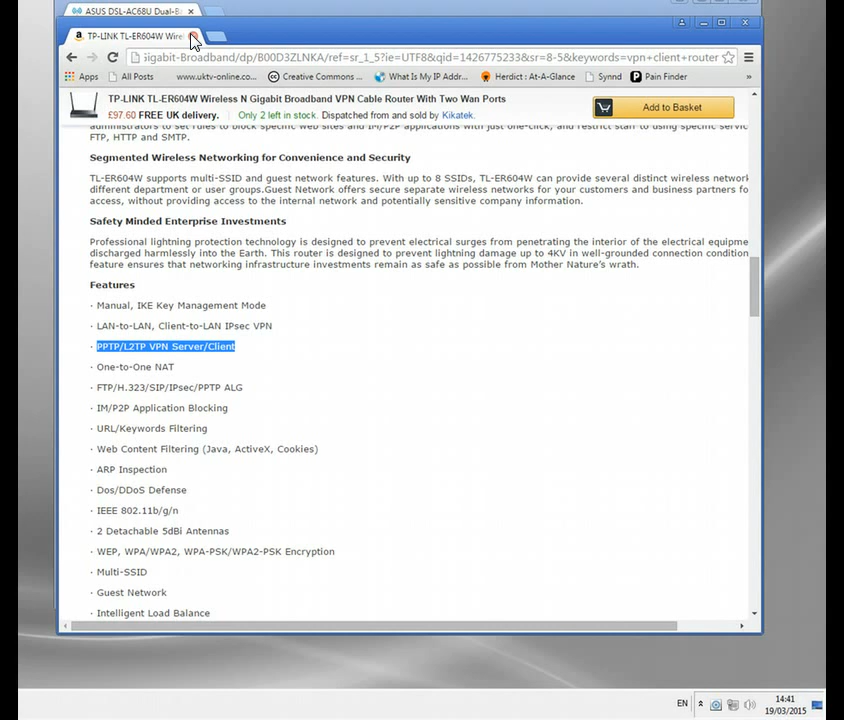 ASUS DSL-AC68U Dual-B
TP-LINK TL-ER604W Wire
igabit-Broadband/dp/B00D3ZLNKA/ref=sr_1_5?ie=UTF8&qid=1426775233&sr=8-5&keywords=vpn+client+router
Apps All Posts www.uktv-online.co... Creative Commons ... What Is My IP Addr... Herdict : At-A-Glance Synnd Pain Finder »
TP-LINK TL-ER604W Wireless N Gigabit Broadband VPN Cable Router With Two Wan Ports
£97.60 FREE UK delivery. Only 2 left in stock. Dispatched from and sold by Kikatek.
Add to Basket
administrators to set rules to block specific web sites and IM/P2P applications with just one-click, and restrict staff to using specific servic
FTP, HTTP and SMTP.
Segmented Wireless Networking for Convenience and Security
TL-ER604W supports multi-SSID and guest network features. With up to 8 SSIDs, TL-ER604W can provide several distinct wireless network
different department or user groups.Guest Network offers secure separate wireless networks for your customers and business partners fo
access, without providing access to the internal network and potentially sensitive company information.
Safety Minded Enterprise Investments
Professional lightning protection technology is designed to prevent electrical surges from penetrating the interior of the electrical equipme
discharged harmlessly into the Earth. This router is designed to prevent lightning damage up to 4KV in well-grounded connection condition
feature ensures that networking infrastructure investments remain as safe as possible from Mother Nature's wrath.
Features
· Manual, IKE Key Management Mode
· LAN-to-LAN, Client-to-LAN IPsec VPN
· PPTP/L2TP VPN Server/Client
· One-to-One NAT
· FTP/H.323/SIP/IPsec/PPTP ALG
· IM/P2P Application Blocking
· URL/Keywords Filtering
· Web Content Filtering (Java, ActiveX, Cookies)
· ARP Inspection
· Dos/DDoS Defense
· IEEE 802.11b/g/n
· 2 Detachable 5dBi Antennas
· WEP, WPA/WPA2, WPA-PSK/WPA2-PSK Encryption
· Multi-SSID
· Guest Network
· Intelligent Load Balance
EN
14:41
19/03/2015